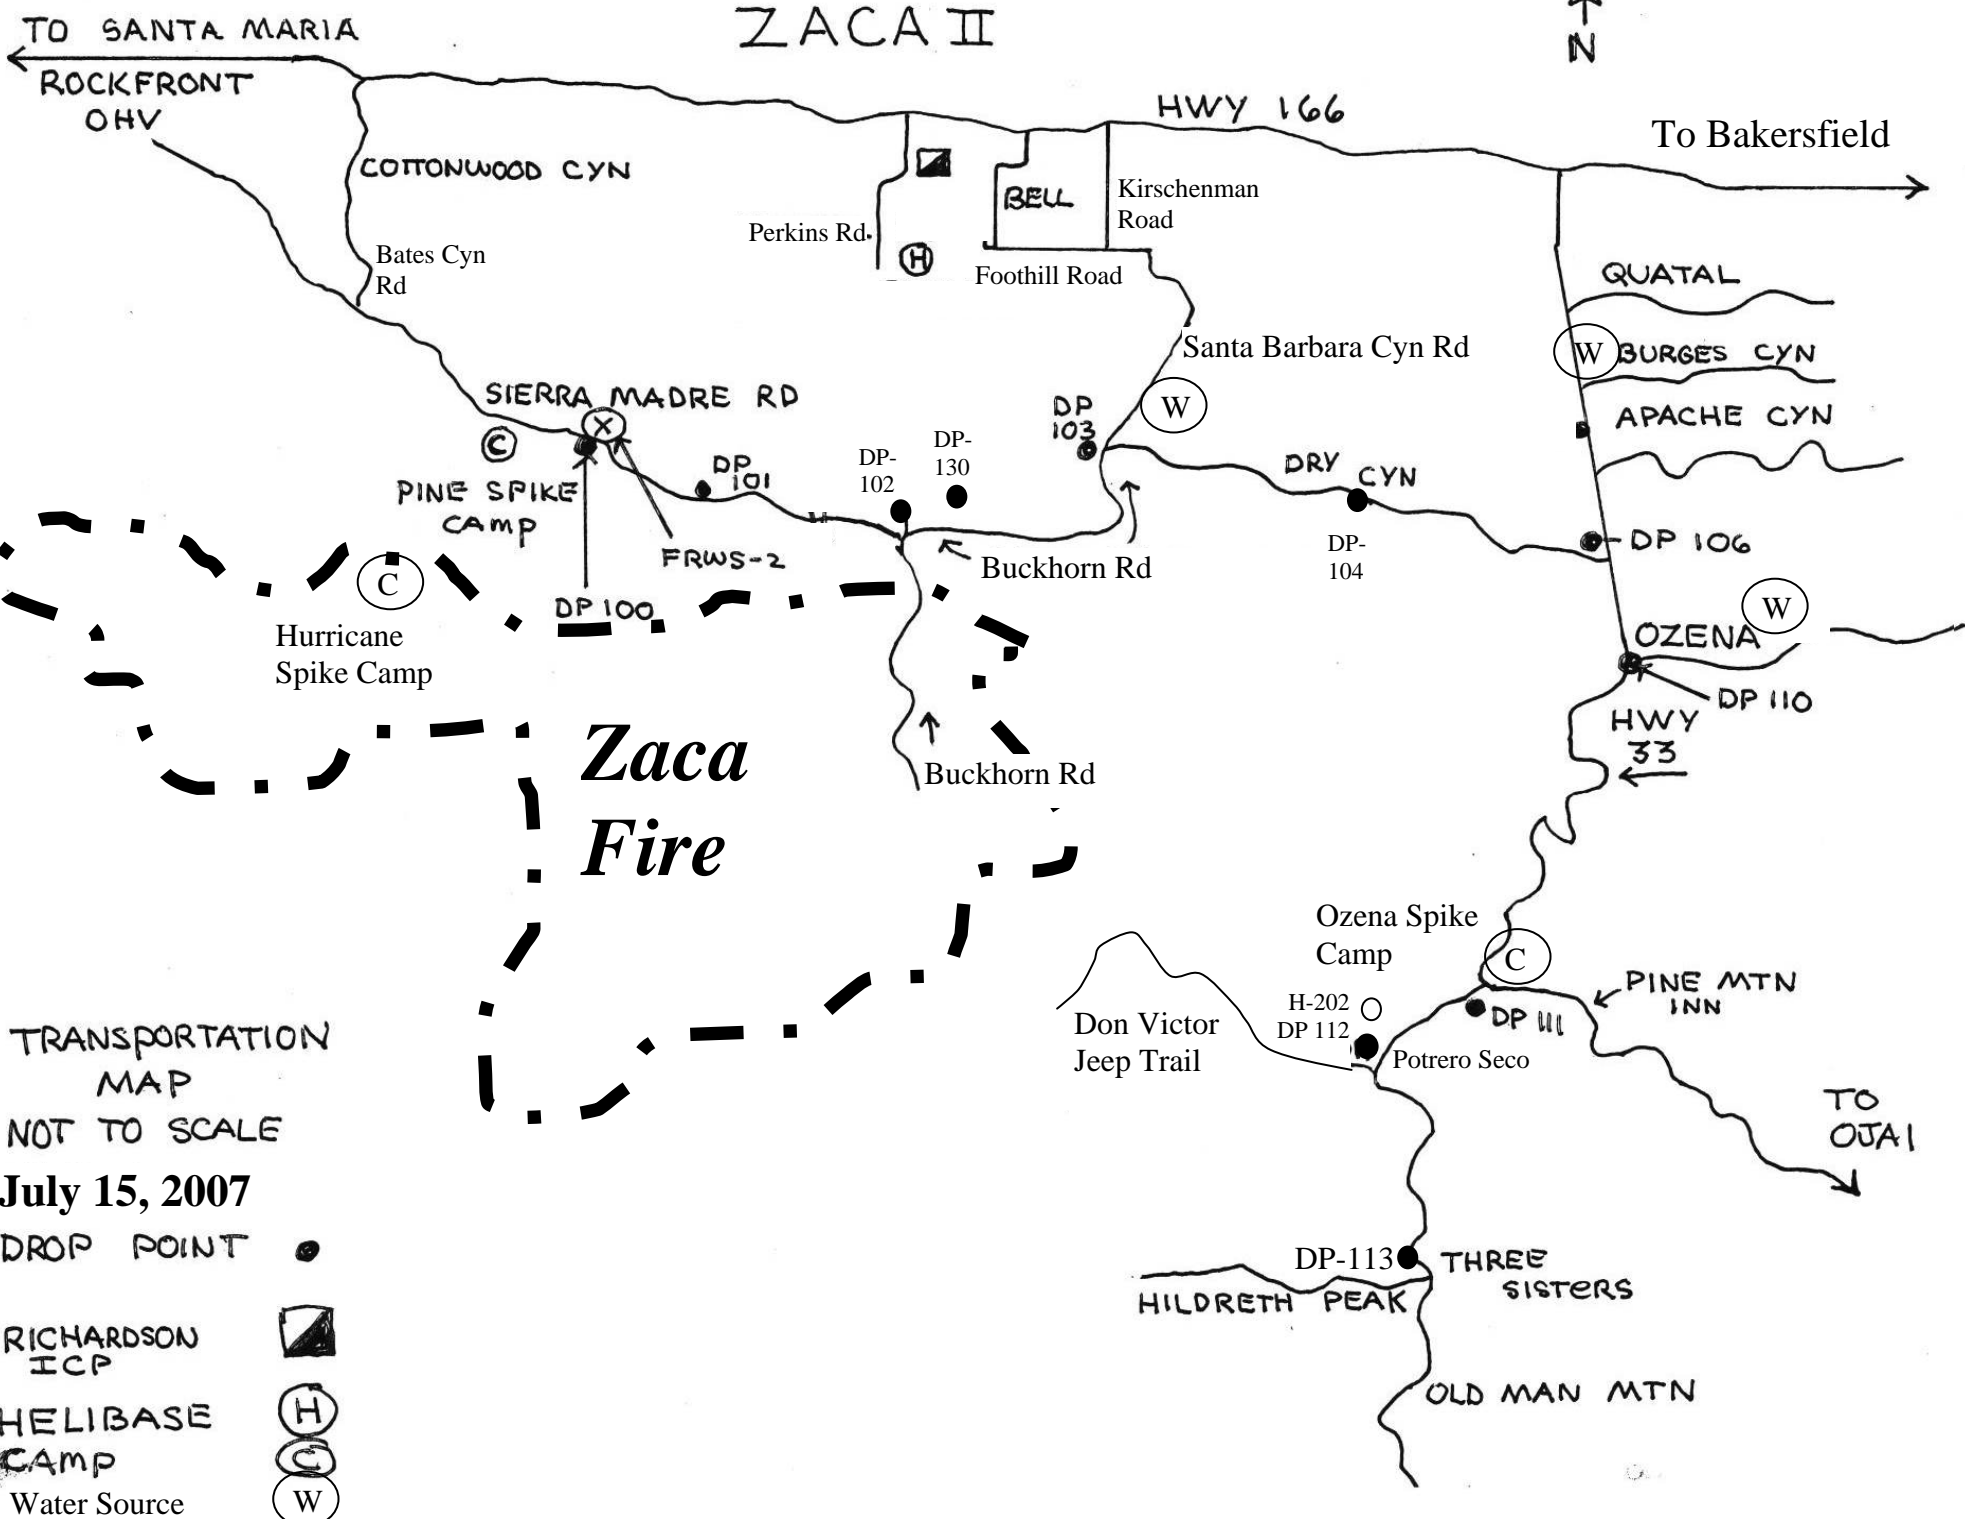 ZACA II
N
TO SANTA MARIA
ROCKFRONT
OHV
HWY 166
To Bakersfield
COTTONWOOD CYN
BELL
Kirschenman
Road
Perkins Rd.
H
Foothill Road
Bates Cyn
Rd
QUATAL
Santa Barbara Cyn Rd
W
BURGES CYN
W
APACHE CYN
SIERRA MADRE RD
X
C
PINE SPIKE
CAMP
DP
101
DP-
102
DP-
130
DP
103
DRY CYN
DP-
104
DP 106
FRWS-2
Buckhorn Rd
DP 100
C
Hurricane
Spike Camp
W
OZENA
DP 110
HWY
33
Zaca
Fire
Buckhorn Rd
Ozena Spike
Camp
C
PINE MTN
INN
H-202
DP 112
DP 111
Don Victor
Jeep Trail
Potrero Seco
TO
OJAI
DP-113
THREE
SISTERS
HILDRETH PEAK
OLD MAN MTN
TRANSPORTATION
MAP
NOT TO SCALE
July 15, 2007
DROP POINT
RICHARDSON
ICP
HELIBASE
H
CAMP
C
Water Source
W